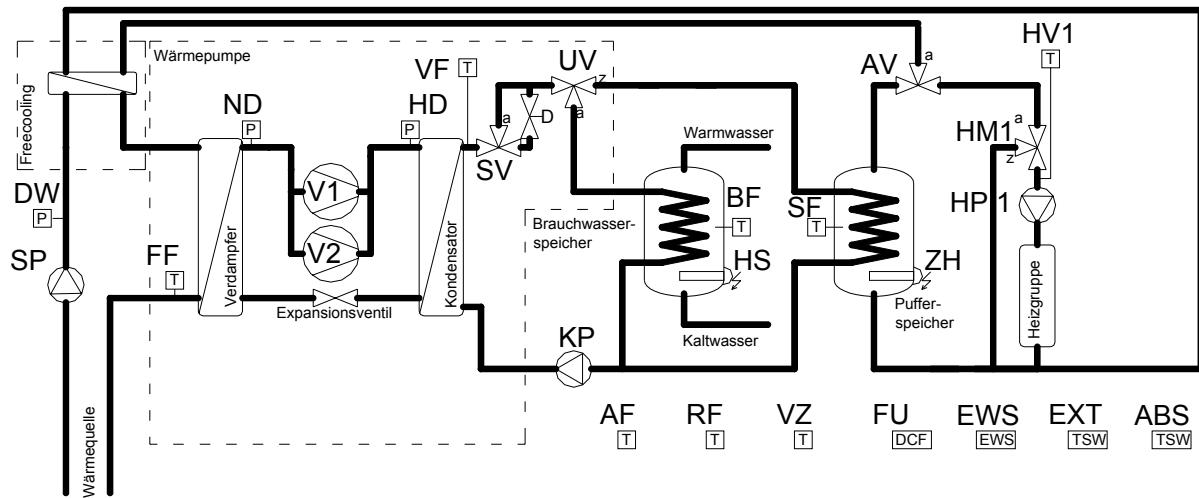 HV1
T
UV
AV
a
Wärmepumpe
VF
T
z
a
ND
HD
a
D
HM1
a
z
P
P
Freecooling
Warmwasser
SV
DW
P
V1
BF
T
SF
T
HP 1
Brauchwasser-
speicher
V2
SP
FF
T
Verdampfer
Kondensator
HS
ZH
Heizgruppe
Puffer-
speicher
Expansionsventil
KP
Kaltwasser
AF
T
RF
T
VZ
T
FU
DCF
EWS
EWS
EXT
TSW
ABS
TSW
Wärmequelle